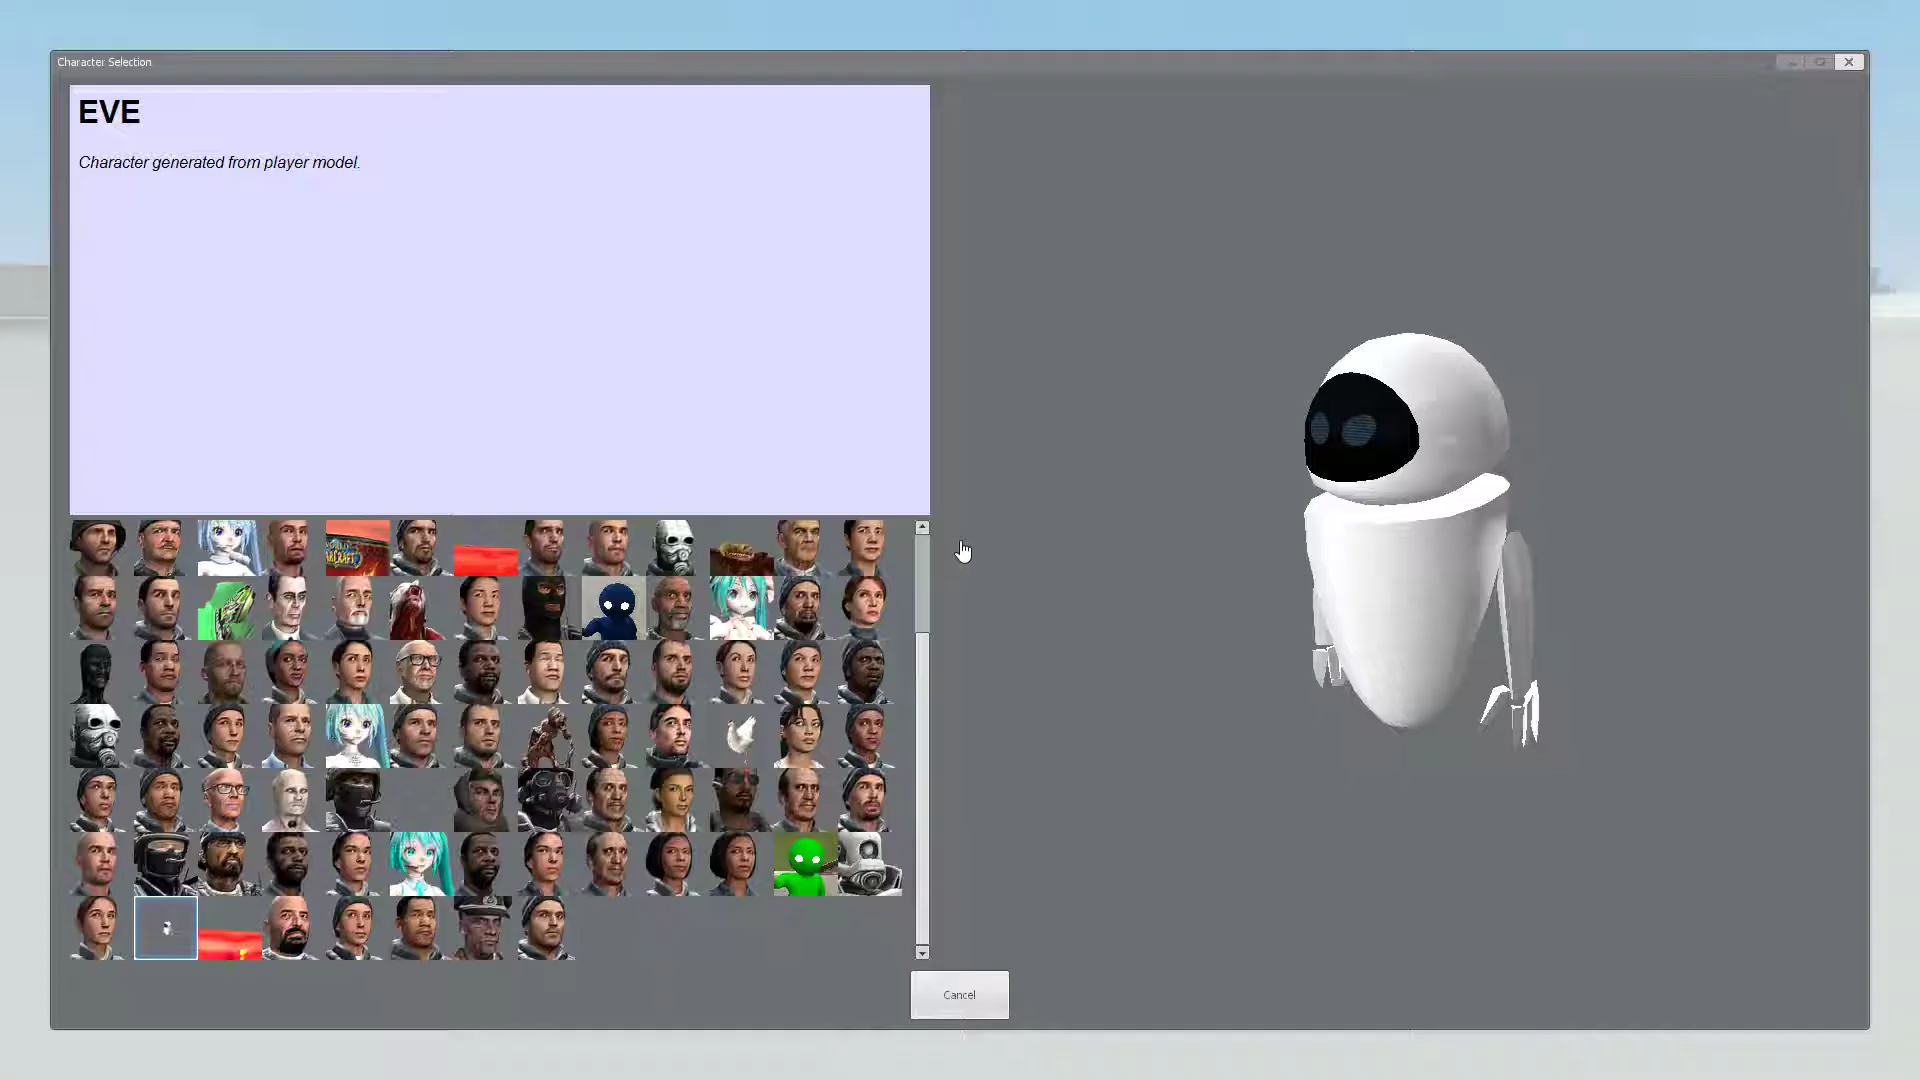 Character Selection
EVE
Character generated from player model.
Cancel